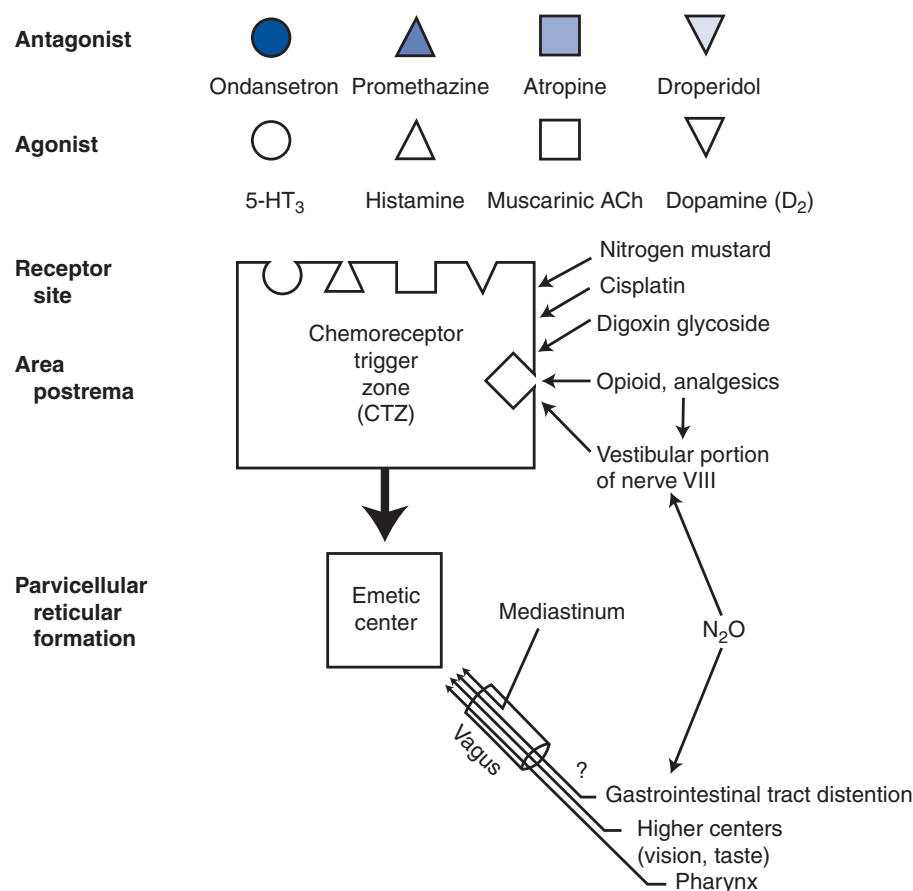 Antagonist
Ondansetron Promethazine Atropine Droperidol
Agonist
5-HT3 Histamine Muscarinic ACh Dopamine (D2)
Receptor
site
Nitrogen mustard
Cisplatin
Digoxin glycoside
Chemoreceptor
trigger
zone
(CTZ)
Area
postrema
Opioid, analgesics
Vestibular portion
of nerve VIII
Parvicellular
reticular
formation
Emetic
center
Mediastinum
N2O
Vagus
?
Gastrointestinal tract distention
Higher centers
(vision, taste)
Pharynx